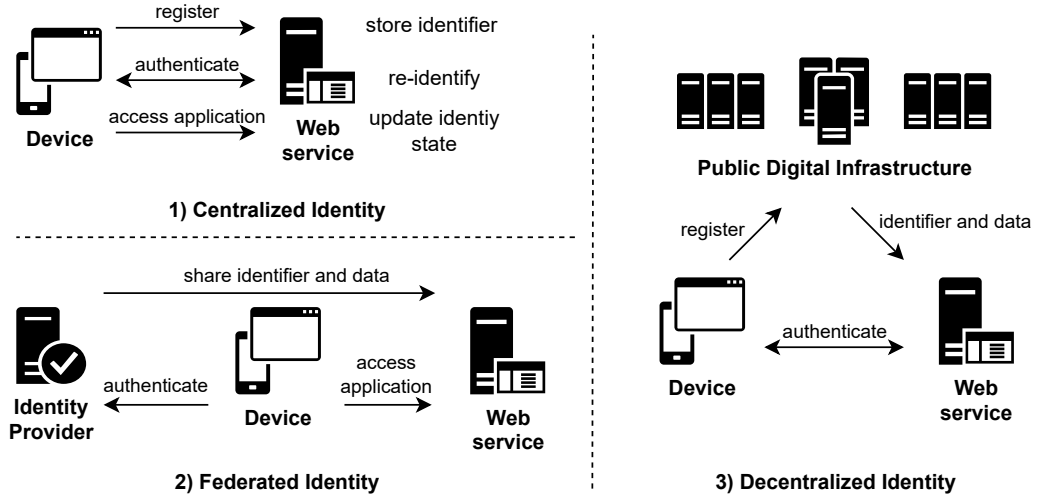 register
store identifier
authenticate
re-identify
access application
update identiy
state
Device
Web
service
1) Centralized Identity
share identifier and data
authenticate
access
application
Identity
Provider
Device
Web
service
2) Federated Identity
Public Digital Infrastructure
register
identifier and data
authenticate
Device
Web
service
3) Decentralized Identity